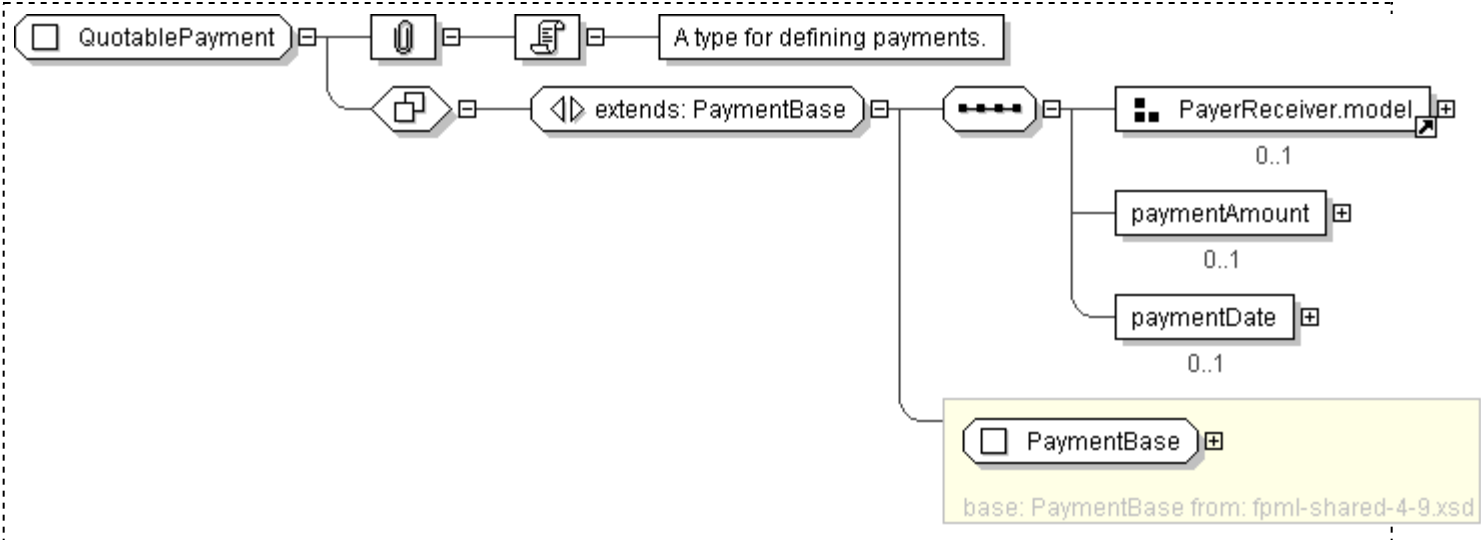 QuotablePayment
A type for defining payments.
extends: PaymentBase
PayerReceiver.model
0..1
paymentAmount
0..1
paymentDate
0..1
PaymentBase
base: PaymentBase from: fpml-shared-4-9.xsd